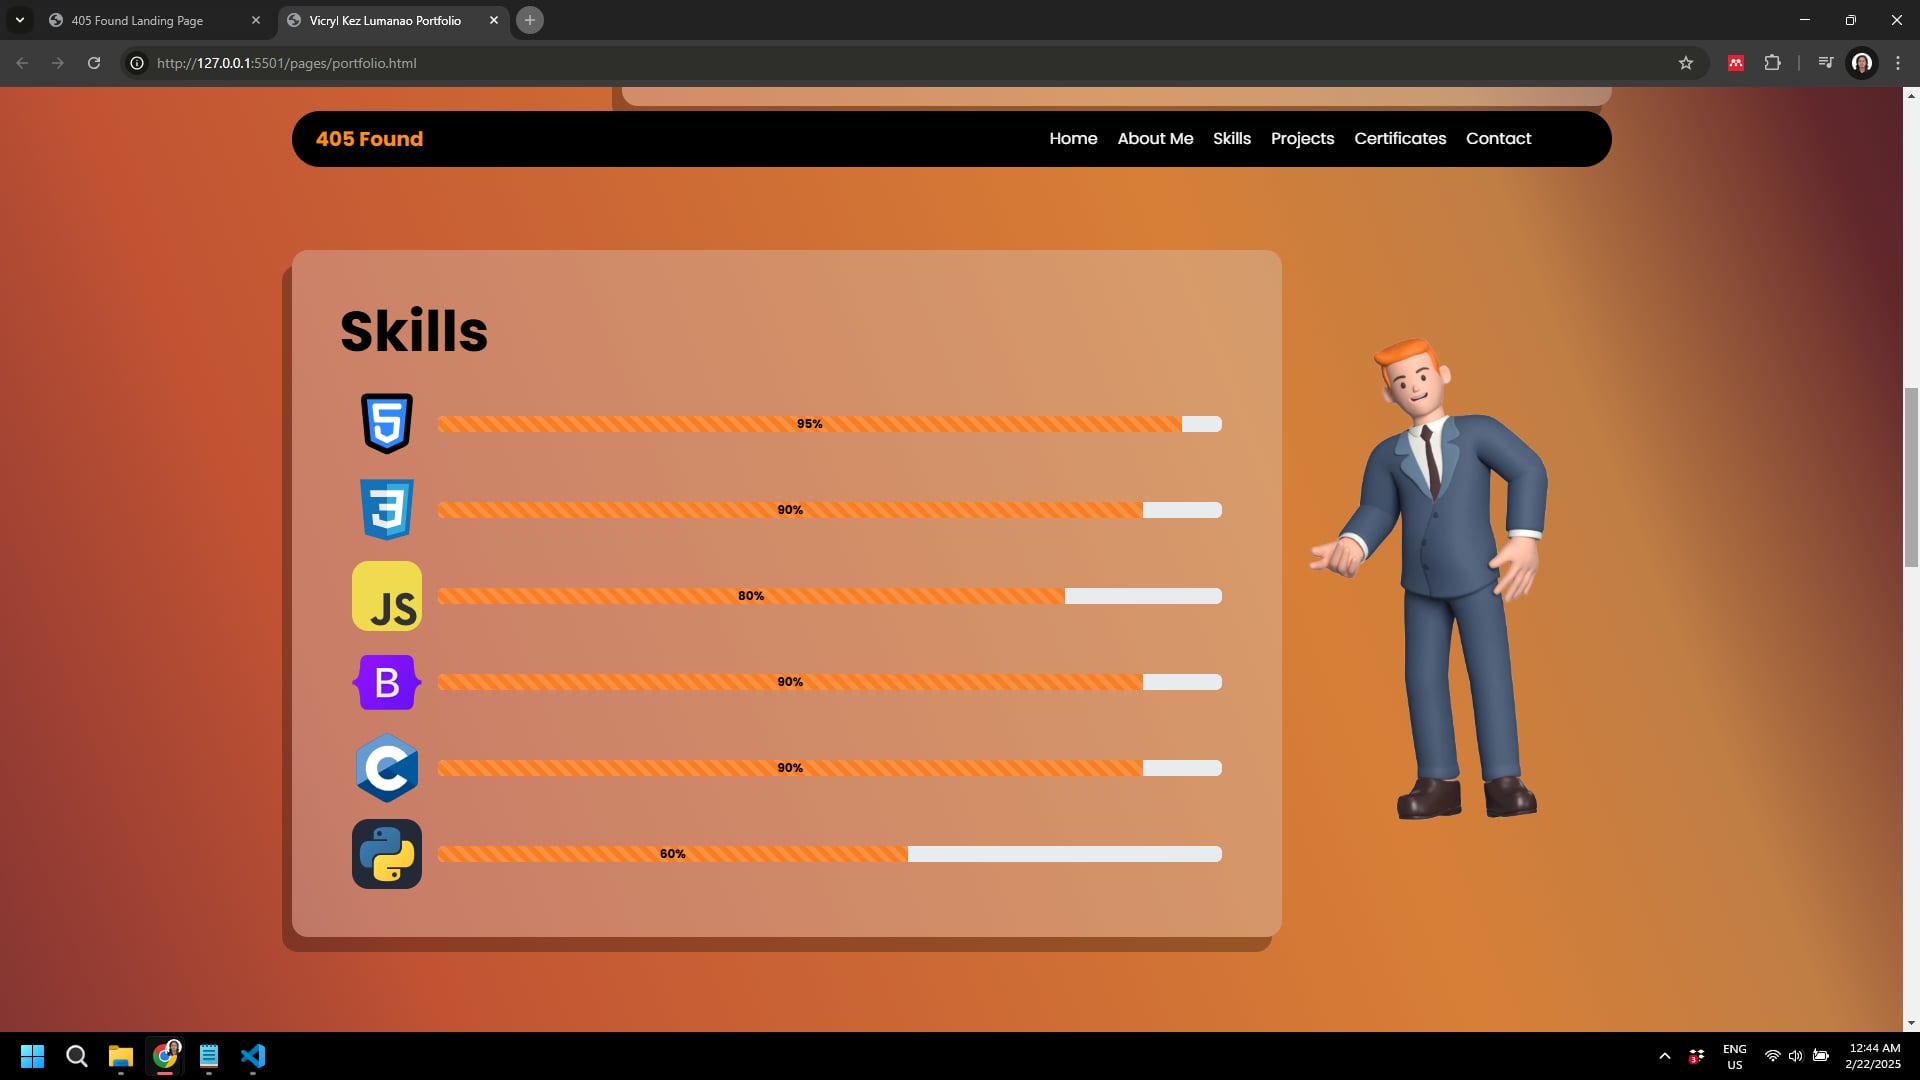 405 Found Landing Page
Vicryl Kez Lumanao Portfolio
http://127.0.0.1:5501/pages/portfolio.html
405 Found
Home About Me Skills Projects Certificates Contact
Skills
5
95%
3
90%
JS
80%
B
90%
C
90%
60%
3
ENG
US
12:44 AM
2/22/2025